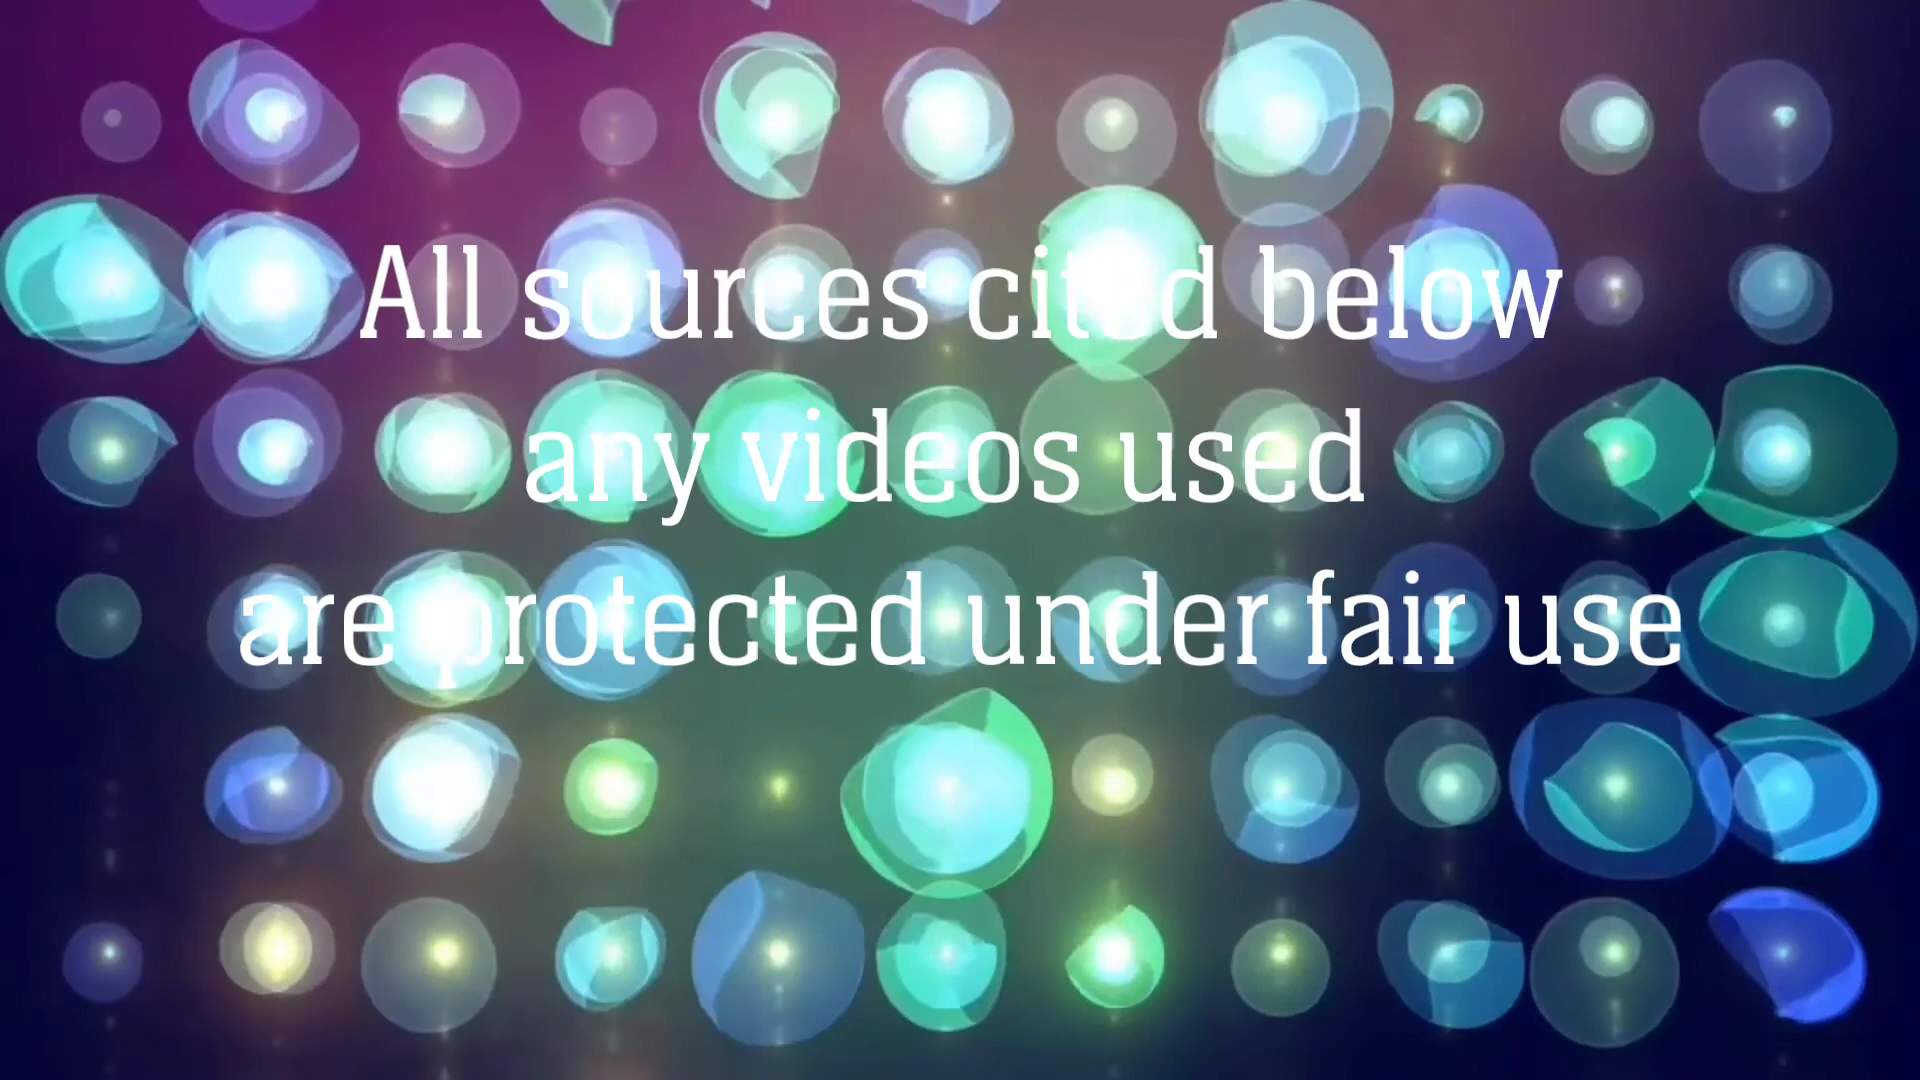 All sources cited below
any videos used
are protected under fair use